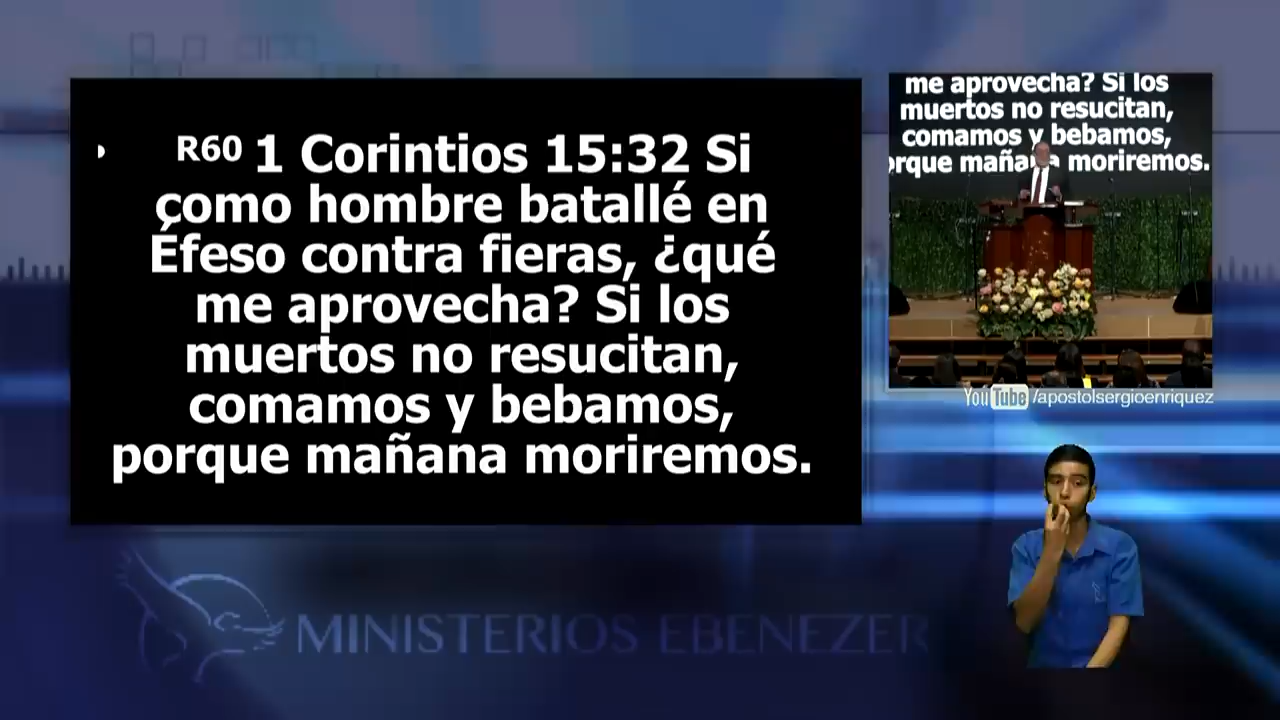 R60 1 Corintios 15:32 Si
como hombre batallé en
Éfeso contra fieras, ¿qué
me aprovecha? Si los
muertos no resucitan,
comamos y bebamos,
porque mañana moriremos.
me aprovecha? Si los
muertos no resucitan,
comamos y bebamos,
orque mañana moriremos.
YouTube /apostolsergioenriquez
MINISTERIOS EBENEZER